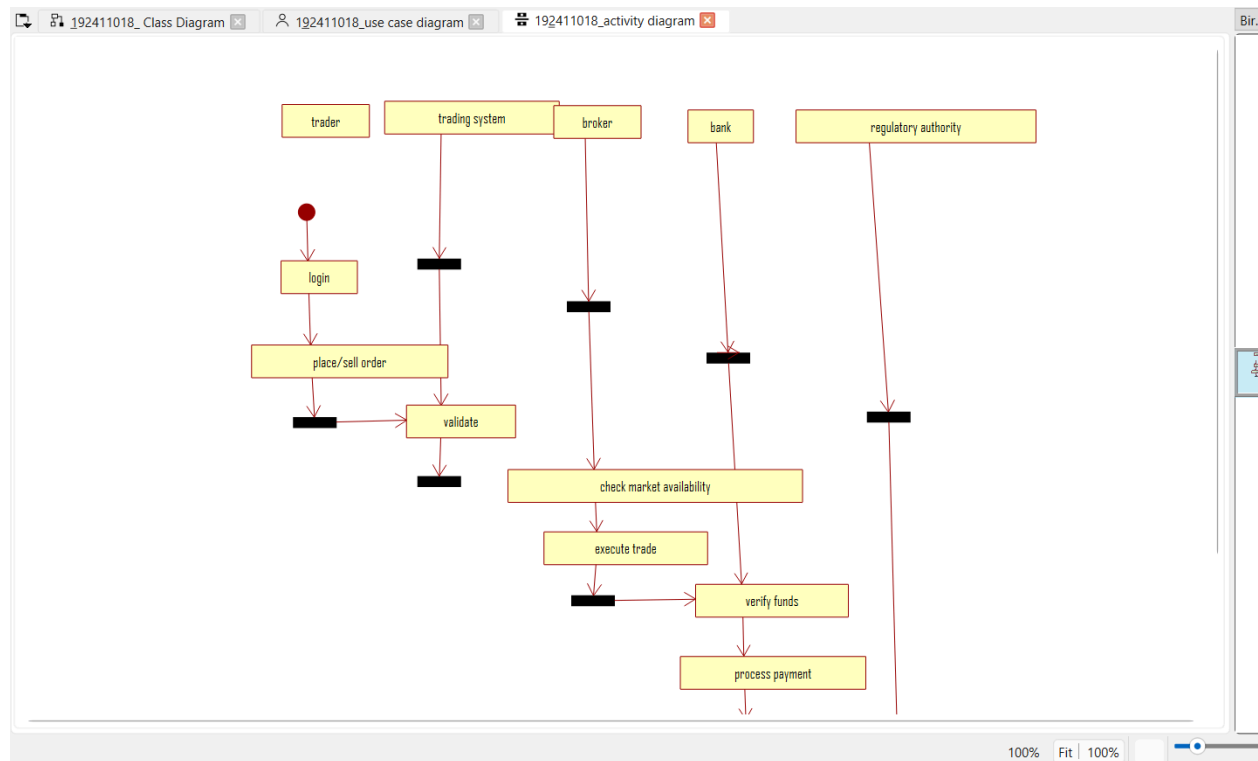 192411018_ Class Diagram
192411018_use case diagram
192411018_activity diagram
Bir.
trader
trading system
broker
bank
regulatory authority
login
place/sell order
validate
check market availability
execute trade
verify funds
process payment
100%
Fit
100%